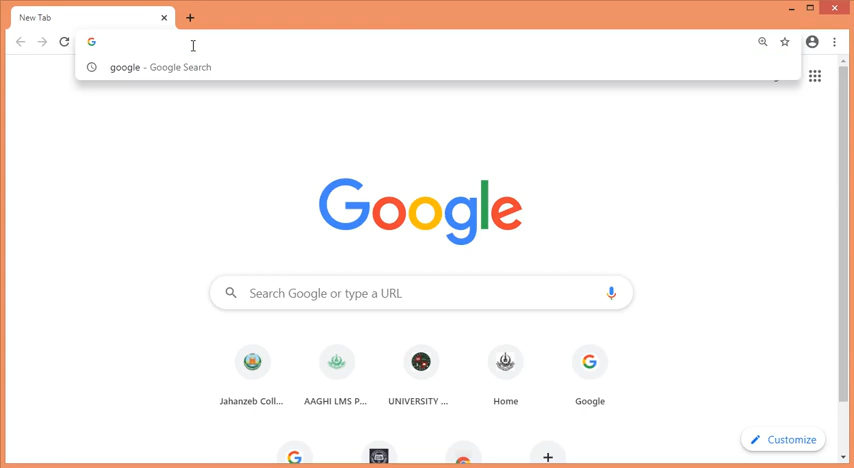 New Tab
google - Google Search
Google
Search Google or type a URL
Jahanzeb Coll... AAGHI LMS P... UNIVERSITY ... Home Google
Customize